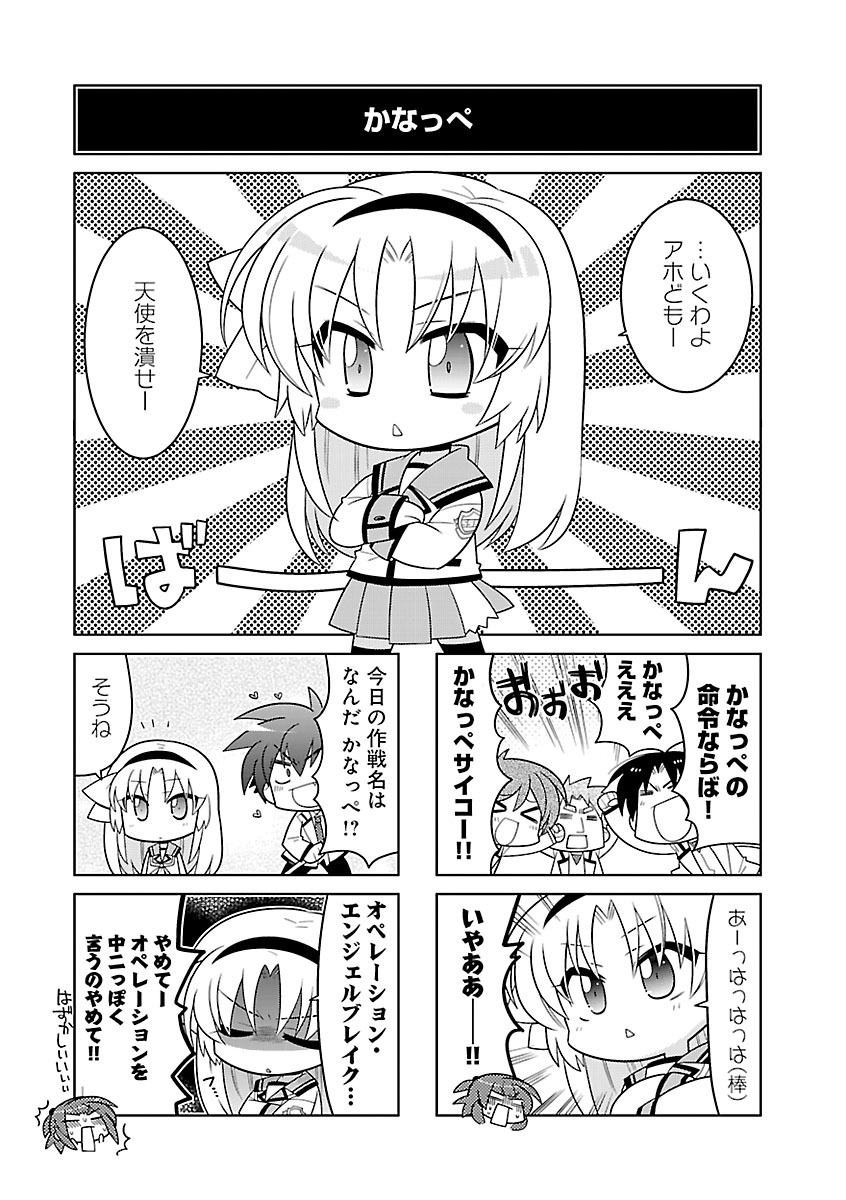 かなっぺ
…いくわよ
アホどもー
天使を潰せー
ばーん
かなっぺの
命令ならば!
かなっぺ
えええ
おぉぉ
かなっぺサイコー!!
今日の作戦名は
なんだ かなっぺ!?
そうね
あーっはっはっは(棒)
いやああ──!!
オペレーション・
エンジェルブレイク…
やめてー
オペレーションを
中二っぽく
言うのやめて!!
はずかしぃぃぃぃ